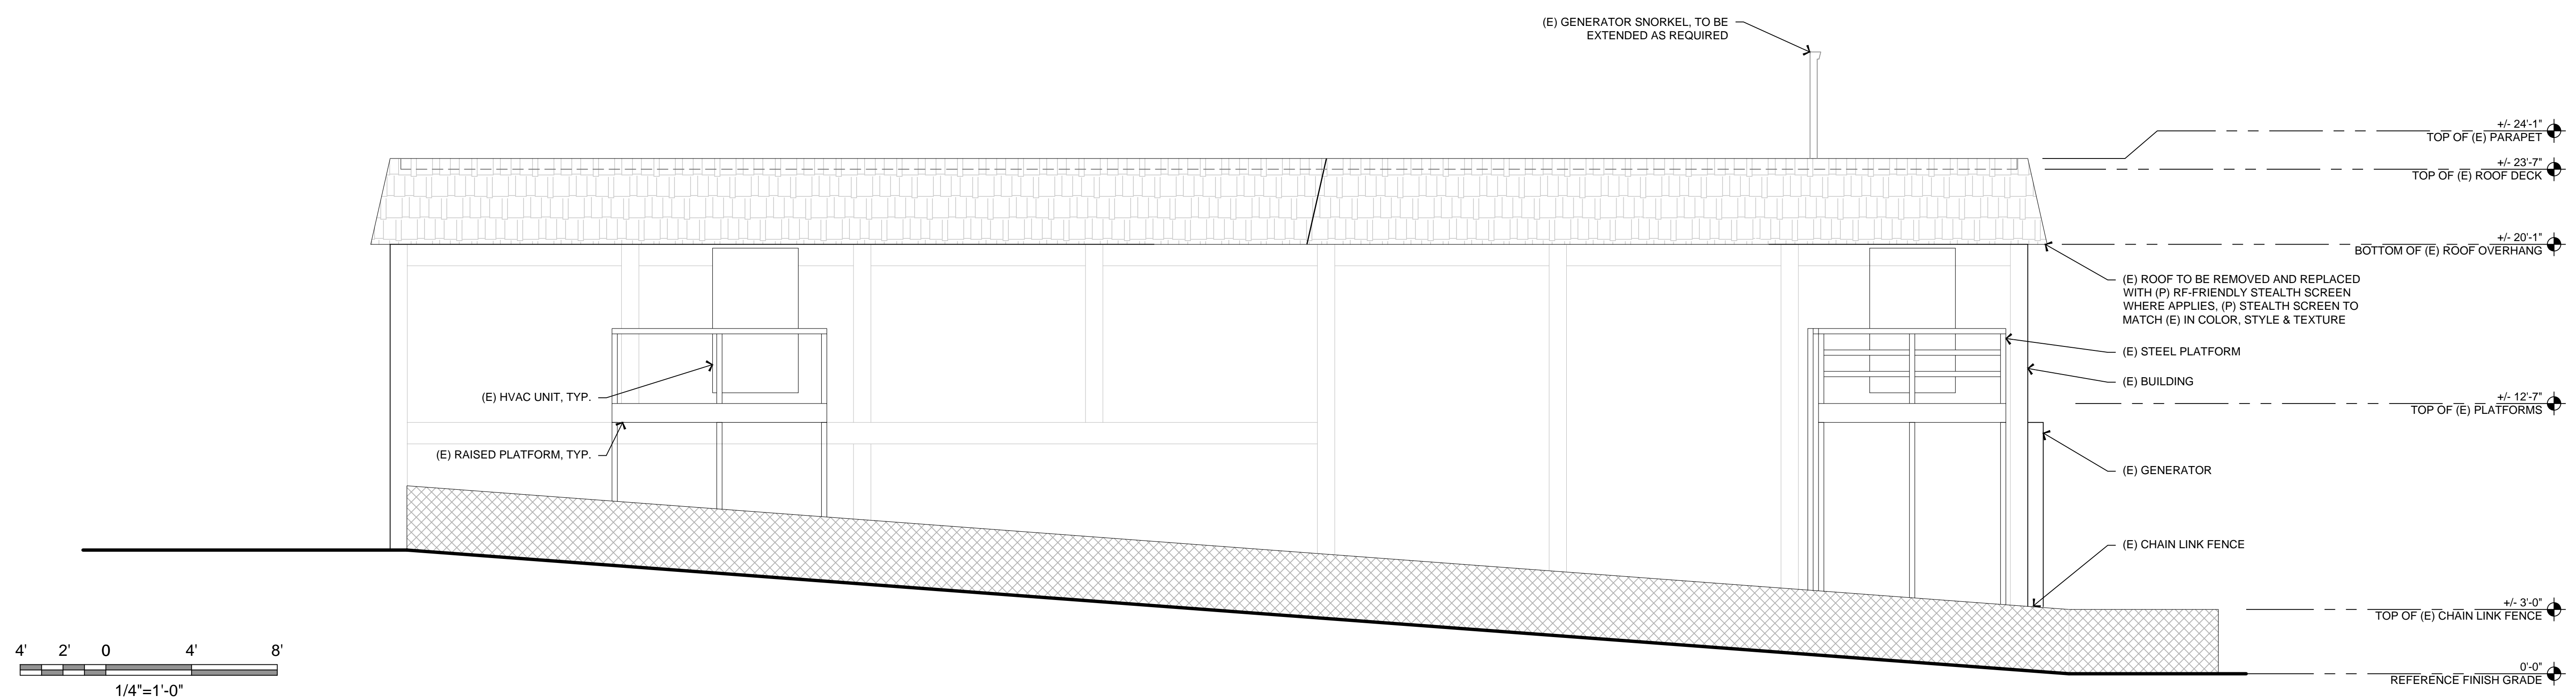 (E) GENERATOR SNORKEL, TO BE
EXTENDED AS REQUIRED
+/- 24'-1"
TOP OF (E) PARAPET
+/- 23'-7"
TOP OF (E) ROOF DECK
+/- 20'-1"
BOTTOM OF (E) ROOF OVERHANG
(E) ROOF TO BE REMOVED AND REPLACED
WITH (P) RF-FRIENDLY STEALTH SCREEN
WHERE APPLIES, (P) STEALTH SCREEN TO
MATCH (E) IN COLOR, STYLE & TEXTURE
(E) STEEL PLATFORM
(E) BUILDING
(E) HVAC UNIT, TYP.
+/- 12'-7"
TOP OF (E) PLATFORMS
(E) RAISED PLATFORM, TYP.
(E) GENERATOR
(E) CHAIN LINK FENCE
+/- 3'-0"
TOP OF (E) CHAIN LINK FENCE
4' 2' 0 4' 8'
1/4"=1'-0"
0'-0"
REFERENCE FINISH GRADE